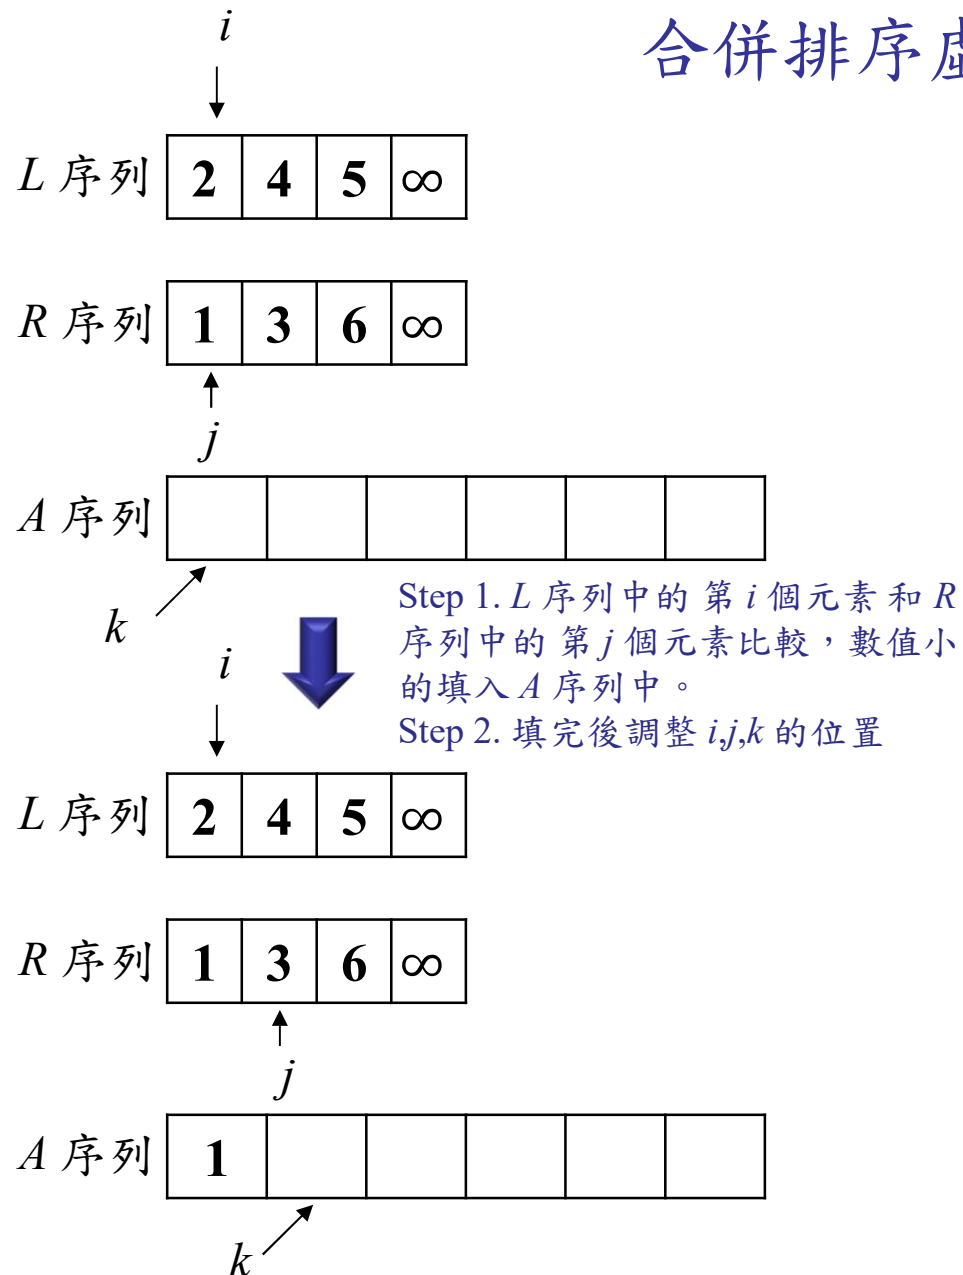 合併排序虛
i
L 序列 2 4 5 ∞
R 序列 1 3 6 ∞
j
A 序列
k
Step 1. L 序列中的 第 i 個元素 和 R
序列中的 第 j 個元素比較，數值小
的填入 A 序列中。
Step 2. 填完後調整 i,j,k 的位置
i
L 序列 2 4 5 ∞
R 序列 1 3 6 ∞
j
A 序列 1
k